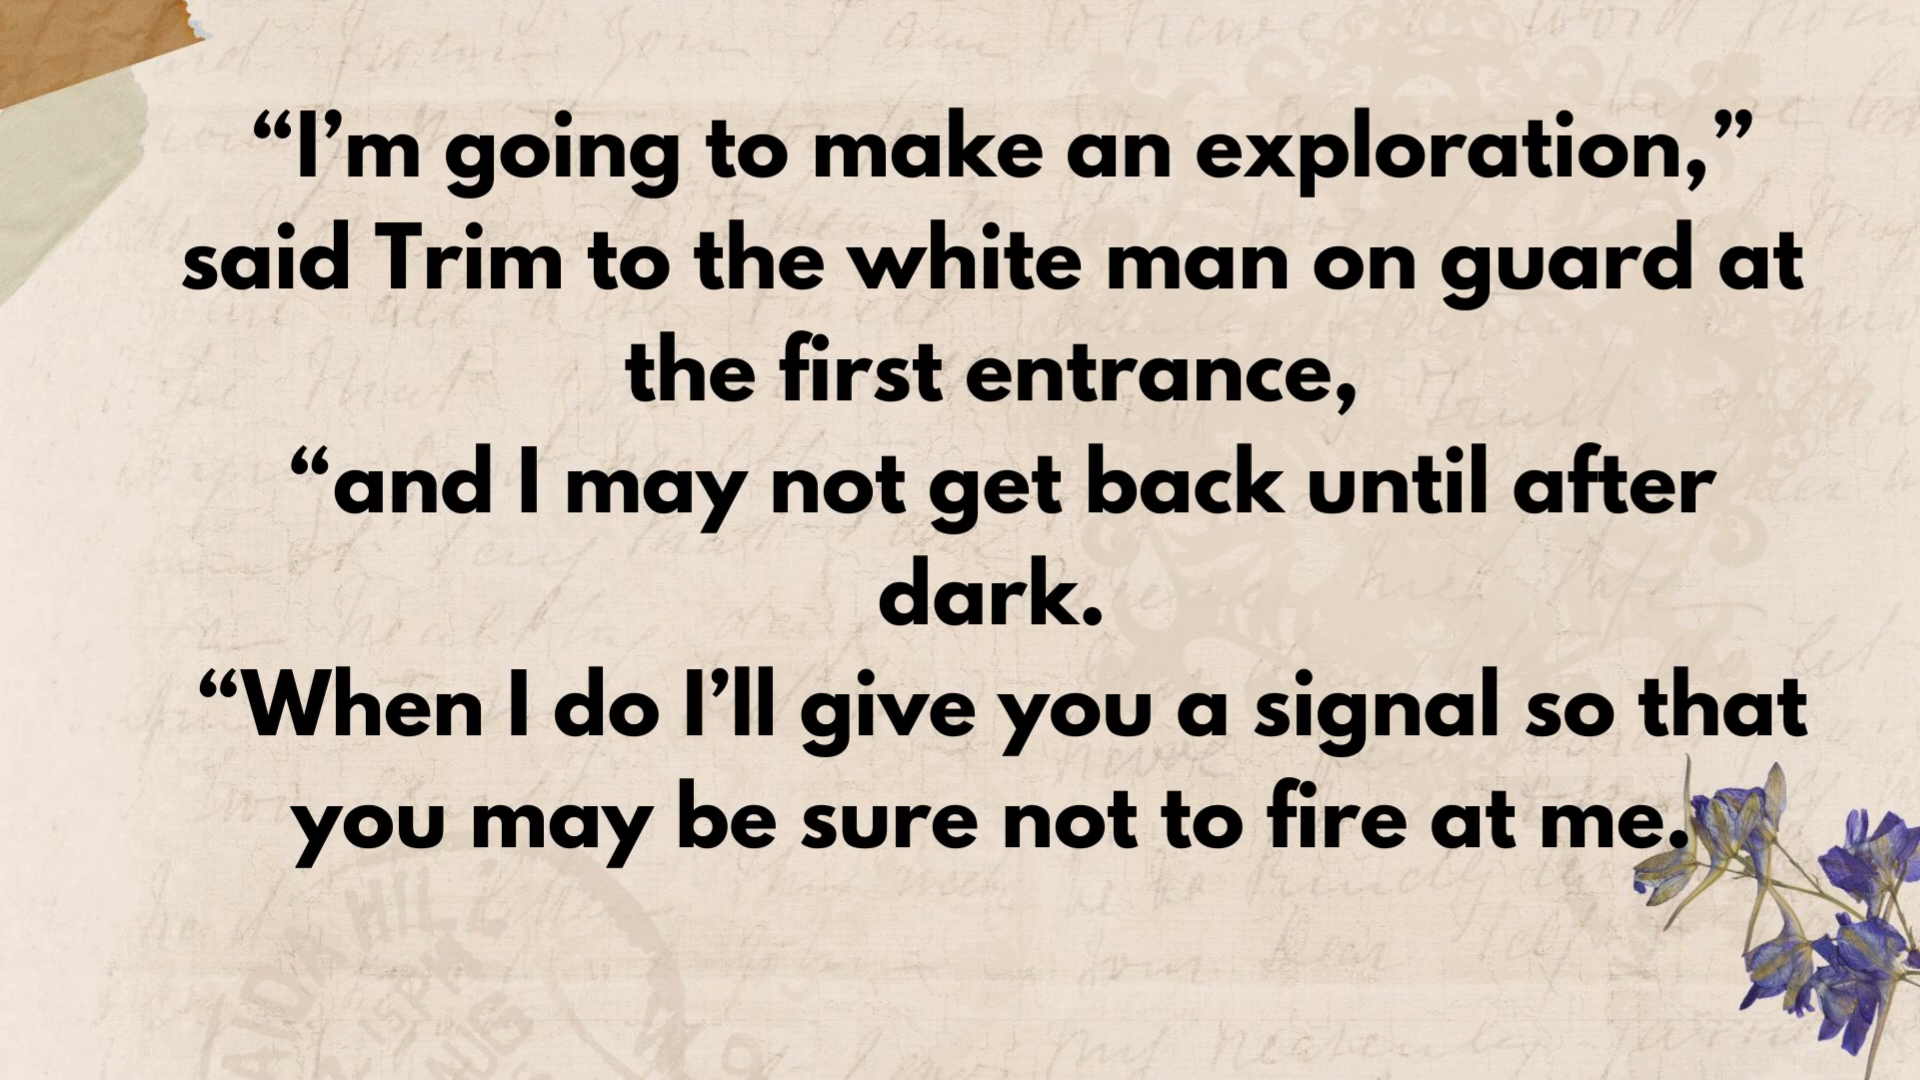 “I’m going to make an exploration,”
said Trim to the white man on guard at
the first entrance,
“and I may not get back until after
dark.
“When I do I’ll give you a signal so that
you may be sure not to fire at me.